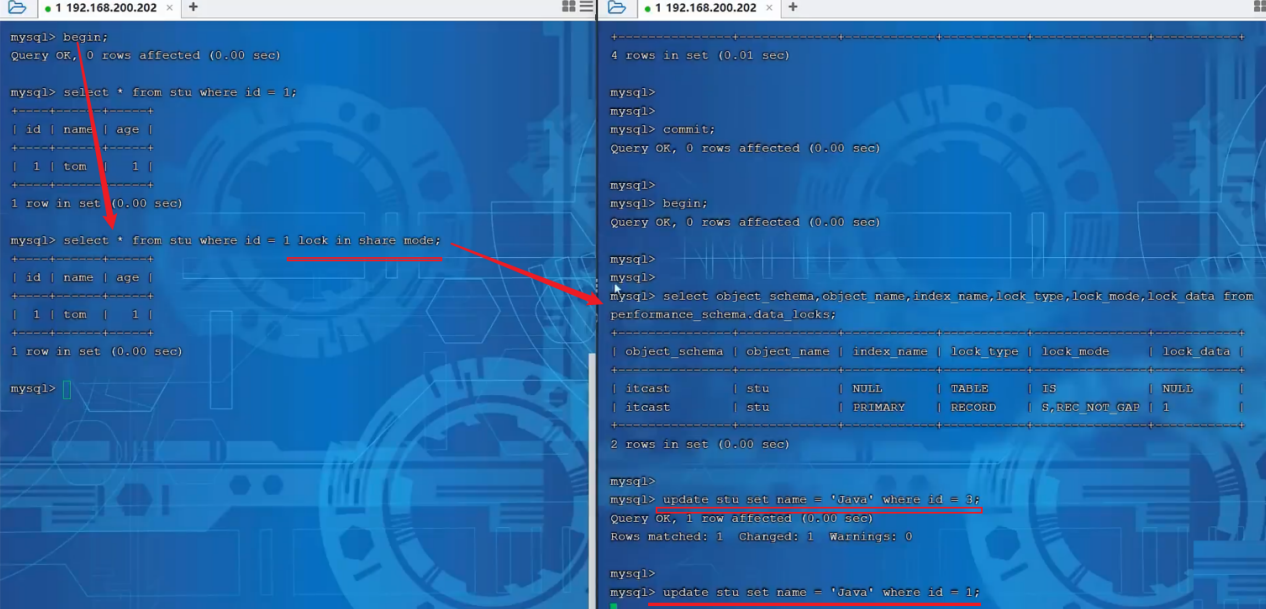 1 192.168.200.202 × +
mysql> begin;
Query OK, 0 rows affected (0.00 sec)
mysql> select * from stu where id = 1;
+----+------+-----+
| id | name | age |
+----+------+-----+
| 1 | tom | 1 |
+----+------+-----+
1 row in set (0.00 sec)
mysql> select * from stu where id = 1 lock in share mode;
+----+------+-----+
| id | name | age |
+----+------+-----+
| 1 | tom | 1 |
+----+------+-----+
1 row in set (0.00 sec)
mysql>
1 192.168.200.202 × +
+---------------+-------------+------------+-----------+---------------+-----------+
4 rows in set (0.01 sec)
mysql>
mysql>
mysql> commit;
Query OK, 0 rows affected (0.00 sec)
mysql>
mysql> begin;
Query OK, 0 rows affected (0.00 sec)
mysql>
mysql>
mysql> select object_schema,object_name,index_name,lock_type,lock_mode,lock_data from
performance_schema.data_locks;
+---------------+-------------+------------+-----------+---------------+-----------+
| object_schema | object_name | index_name | lock_type | lock_mode | lock_data |
+---------------+-------------+------------+-----------+---------------+-----------+
| itcast | stu | NULL | TABLE | IS | NULL |
| itcast | stu | PRIMARY | RECORD | S,REC_NOT_GAP | 1 |
+---------------+-------------+------------+-----------+---------------+-----------+
2 rows in set (0.00 sec)
mysql>
mysql> update stu set name = 'Java' where id = 3;
Query OK, 1 row affected (0.00 sec)
Rows matched: 1 Changed: 1 Warnings: 0
mysql>
mysql> update stu set name = 'Java' where id = 1;